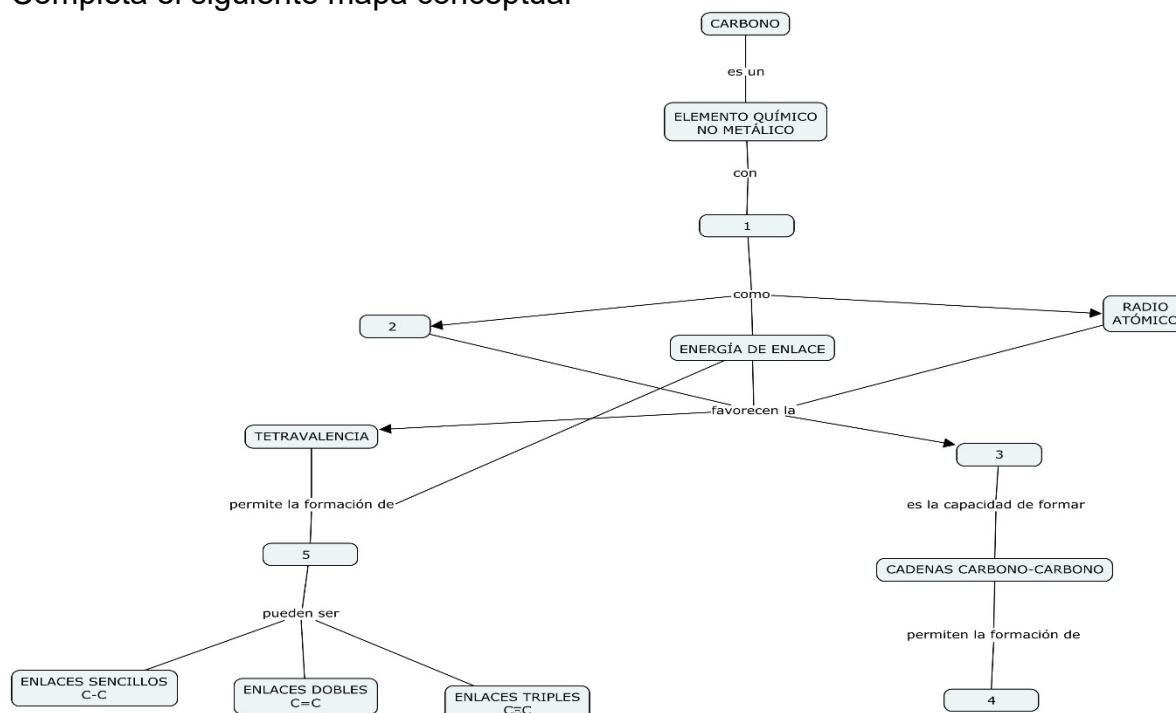 Completa el siguiente mapa conceptual
CARBONO
es un
ELEMENTO QUÍMICO
NO METÁLICO
con
1
como
2
ENERGÍA DE ENLACE
RADIO
ATÓMICO
favorecen la
TETRAVALENCIA
3
permite la formación de
es la capacidad de formar
5
CADENAS CARBONO-CARBONO
pueden ser
permiten la formación de
ENLACES SENCILLOS
C-C
ENLACES DOBLES
C=C
ENLACES TRIPLES
C≡C
4